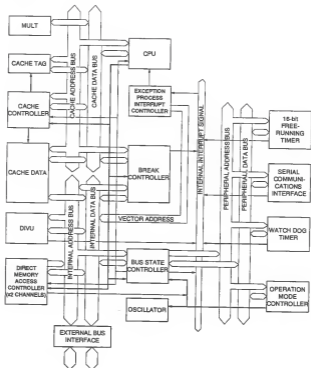 MULT
CACHE TAG
CACHE
CONTROLLER
CACHE DATA
DIVU
DIRECT
MEMORY
ACCESS
CONTROLLER
(x2 CHANNELS)
CACHE ADDRESS BUS
CACHE DATA BUS
CPU
EXCEPTION
PROCESS
INTERRUPT
CONTROLLER
BREAK
CONTROLLER
INTERNAL ADDRESS BUS
INTERNAL DATA BUS
VECTOR ADDRESS
BUS STATE
CONTROLLER
OSCILLATOR
EXTERNAL BUS
INTERFACE
INTERNAL INTERRUPT SIGNAL
PERIPHERAL ADDRESS BUS
PERIPHERAL DATA BUS
16-bit
FREE-
RUNNING
TIMER
SERIAL
COMMUNI-
CATIONS
INTERFACE
WATCH DOG
TIMER
OPERATION
MODE
CONTROLLER